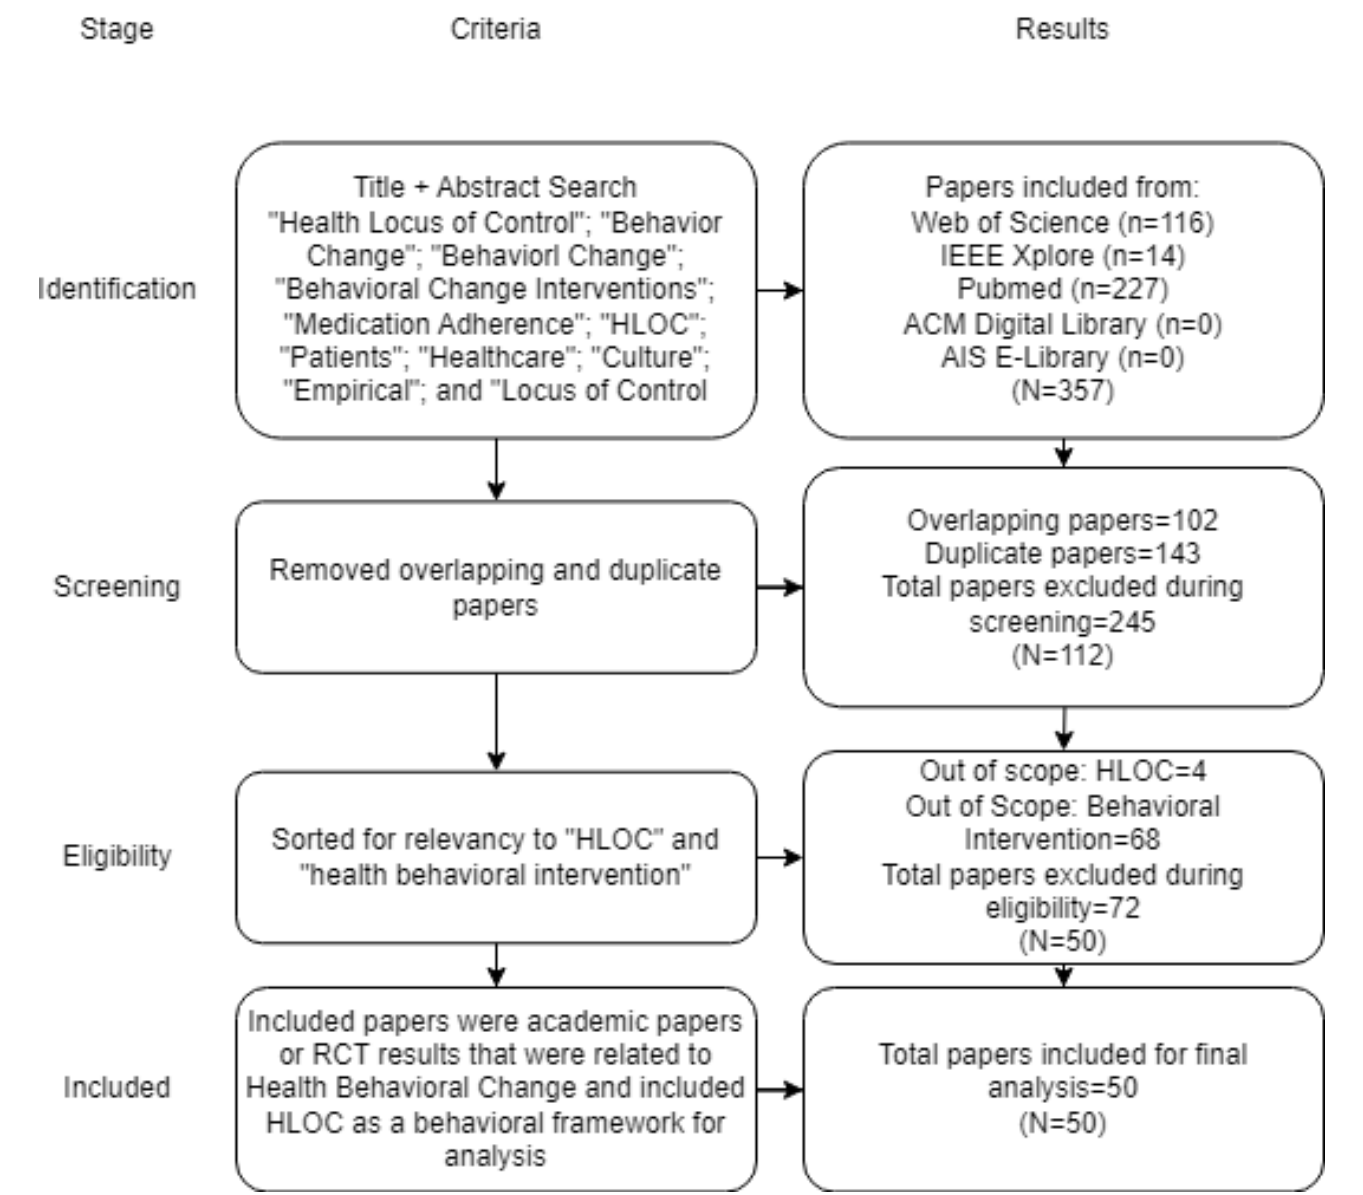 Stage
Criteria
Results
Identification
Title + Abstract Search
"Health Locus of Control"; "Behavior
Change"; "Behaviorl Change";
"Behavioral Change Interventions";
"Medication Adherence"; "HLOC";
"Patients"; "Healthcare"; "Culture";
"Empirical"; and "Locus of Control
Papers included from:
Web of Science (n=116)
IEEE Xplore (n=14)
Pubmed (n=227)
ACM Digital Library (n=0)
AIS E-Library (n=0)
(N=357)
Screening
Removed overlapping and duplicate
papers
Overlapping papers=102
Duplicate papers=143
Total papers excluded during
screening=245
(N=112)
Eligibility
Sorted for relevancy to "HLOC" and
"health behavioral intervention"
Out of scope: HLOC=4
Out of Scope: Behavioral
Intervention=68
Total papers excluded during
eligibility=72
(N=50)
Included
Included papers were academic papers
or RCT results that were related to
Health Behavioral Change and included
HLOC as a behavioral framework for
analysis
Total papers included for final
analysis=50
(N=50)